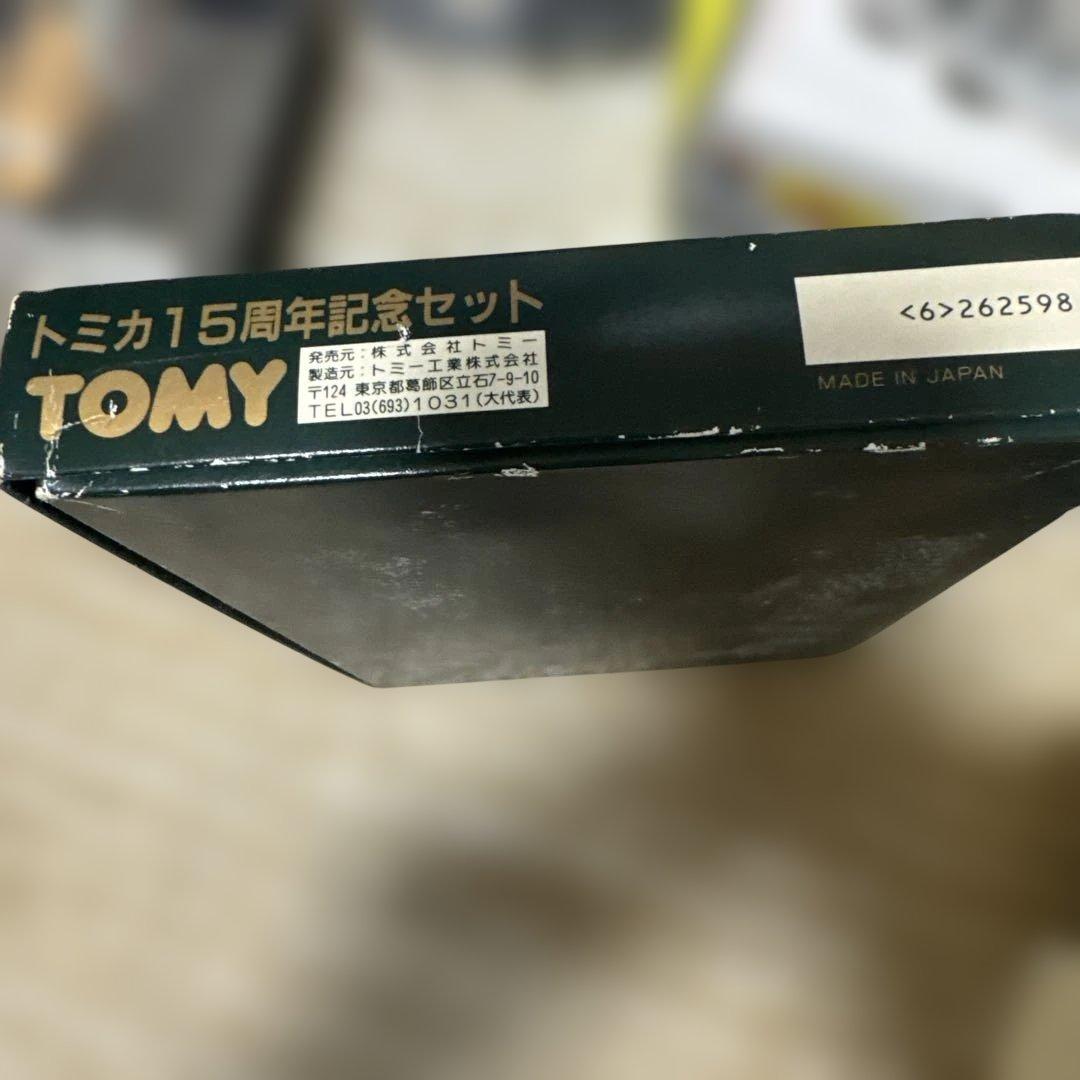 トミカ15周年記念セット
TOMY
発売元:株式会社トミー
製造元:トミー工業株式会社
〒124 東京都葛飾区立石7-9-10
TEL03(693)1031(大代表)
<6>262598
MADE IN JAPAN